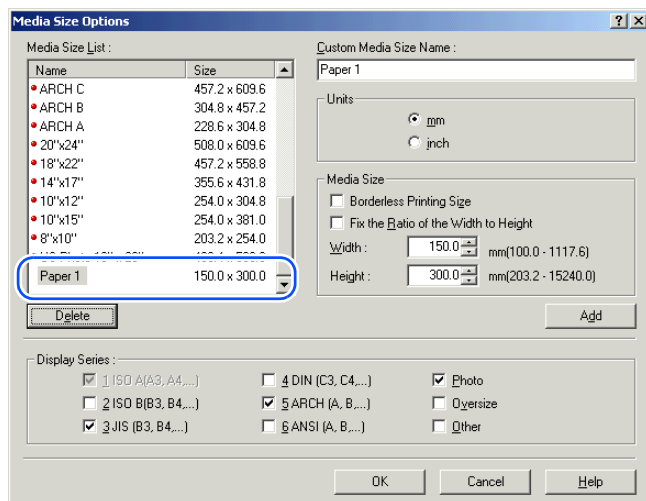 Media Size Options
Media Size List :
Name Size
ARCH C 457.2 x 609.6
ARCH B 304.8 x 457.2
ARCH A 228.6 x 304.8
20"x24" 508.0 x 609.6
18"x22" 457.2 x 558.8
14"x17" 355.6 x 431.8
10"x12" 254.0 x 304.8
10"x15" 254.0 x 381.0
8"x10" 203.2 x 254.0
Paper 1 150.0 x 300.0
Delete
Custom Media Size Name :
Paper 1
Units
mm
inch
Media Size
Borderless Printing Size
Fix the Ratio of the Width to Height
Width : 150.0 mm(100.0 - 1117.6)
Height : 300.0 mm(203.2 - 15240.0)
Add
Display Series :
1 ISO A(A3, A4,...) 4 DIN (C3, C4,...) Photo
2 ISO B(B3, B4,...) 5 ARCH (A, B,...) Oversize
3 JIS (B3, B4,...) 6 ANSI (A, B,...) Other
OK Cancel Help